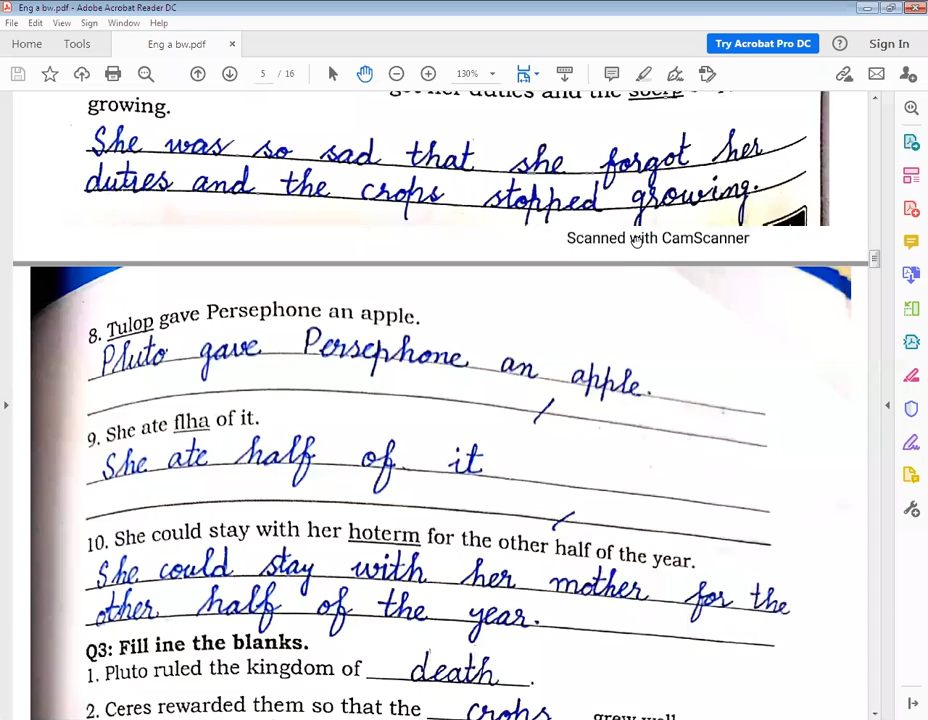 Eng a bw.pdf - Adobe Acrobat Reader DC
File Edit View Sign Window Help
Home Tools Eng a bw.pdf × Try Acrobat Pro DC Sign In
5 / 16 130%
got her duties and the
growing.
She was so sad that she forgot her
duties and the crops stopped growing.
Scanned with CamScanner
8. Tulop gave Persephone an apple.
Pluto gave Persephone an apple.
9. She ate flha of it.
She ate half of it
10. She could stay with her hoterm for the other half of the year.
She could stay with her mother for the
other half of the year.
Q3: Fill ine the blanks.
1. Pluto ruled the kingdom of death.
2. Ceres rewarded them so that the crops grew well